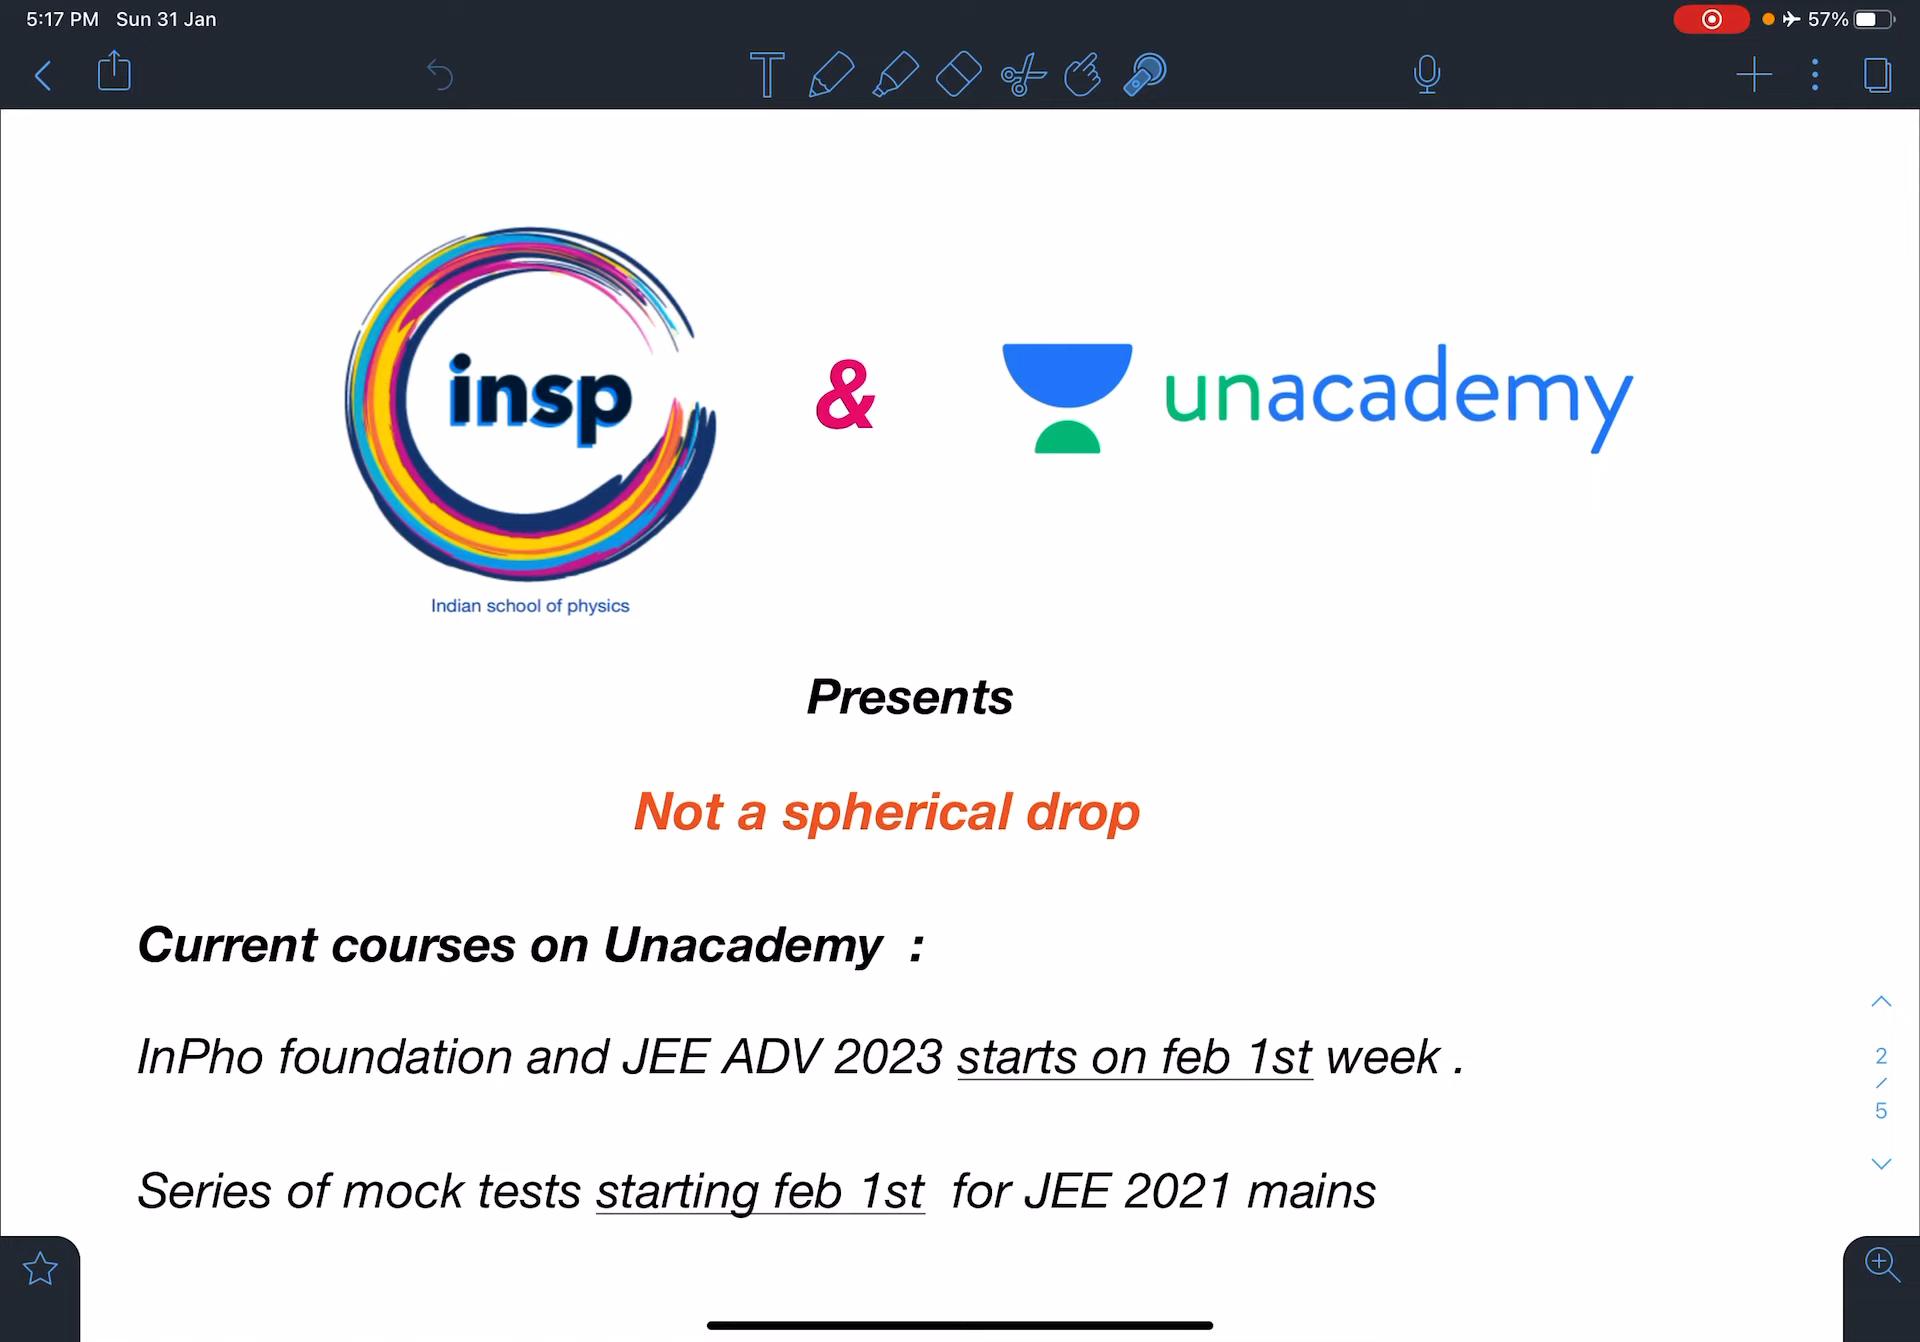 5:17 PM Sun 31 Jan
57%
insp
&
unacademy
Indian school of physics
Presents
Not a spherical drop
Current courses on Unacademy :
InPho foundation and JEE ADV 2023 starts on feb 1st week .
2
/
5
Series of mock tests starting feb 1st for JEE 2021 mains